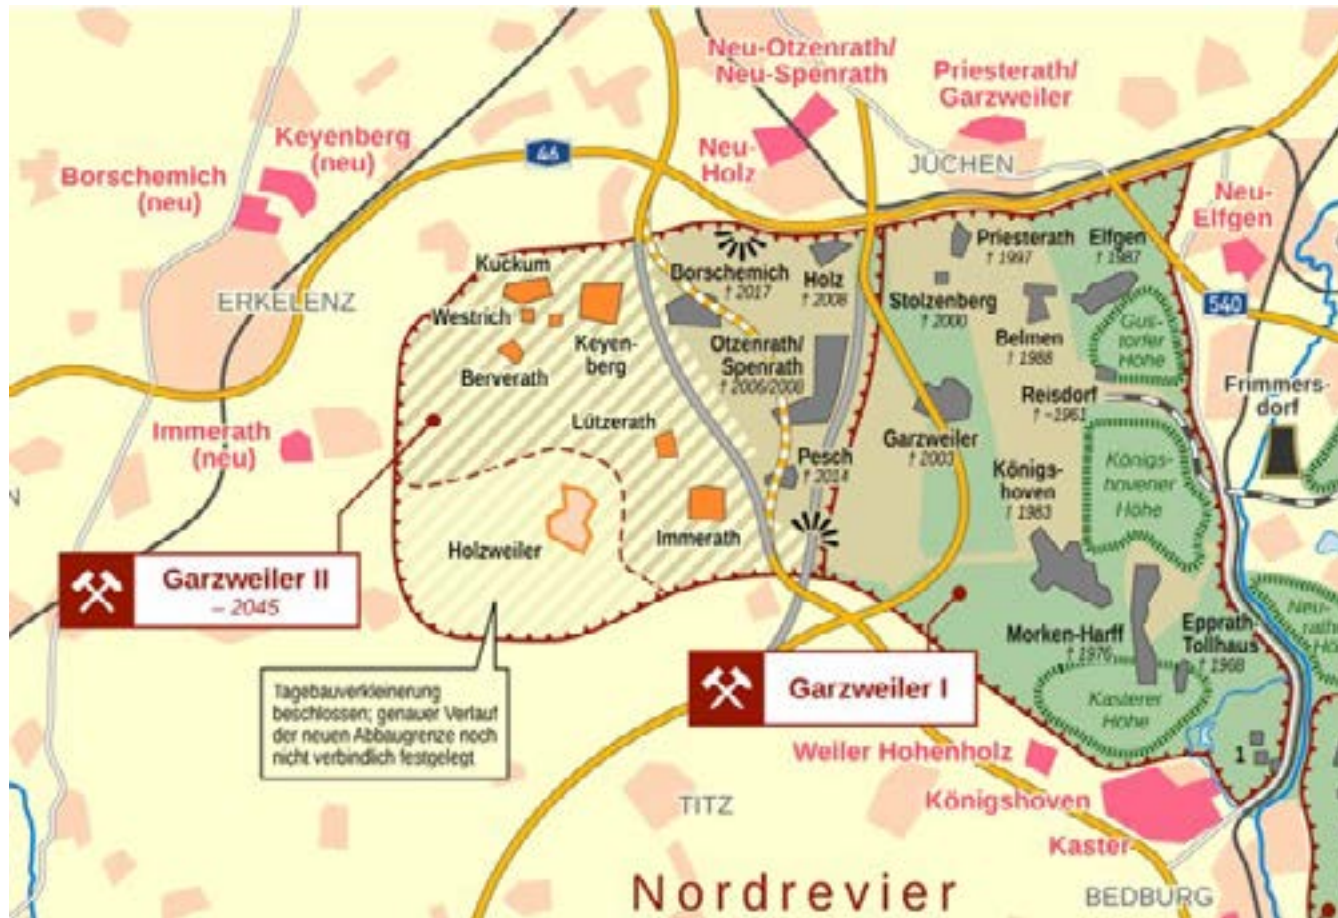 Neu-Otzenrath/
Neu-Spenrath
Priesterath/
Garzweiler
Keyenberg
(neu)
Borschemich
(neu)
46
Neu-
Holz
JÜCHEN
Neu-
Elfgen
ERKELENZ
Kuckum
Westrich
Berverath
Keyen-
berg
Borschemich
† 2017
Holz
† 2008
Priesterath
† 1997
Elfgen
† 1987
Stolzenberg
† 2000
Belmen
† 1988
540
Gus-
torfer
Höhe
Otzenrath/
Spenrath
† 2006/2008
Reisdorf
† ~1961
Frimmers-
dorf
Immerath
(neu)
Lützerath
Garzweiler
† 2003
Pesch
† 2014
Königs-
hoven
† 1983
Königs-
hovener
Höhe
N
Holzweiler
Immerath
Garzweiler II
– 2045
Morken-Harff
† 1976
Epprath-
Tollhaus
† 1968
Neu-
rath
Hö
Garzweiler I
Kasterer
Höhe
Tagebauverkleinerung
beschlossen; genauer Verlauf
der neuen Abbaugrenze noch
nicht verbindlich festgelegt
Weiler Hohenholz
1
Königshoven
TITZ
Kaster
Nordrevier
BEDBURG